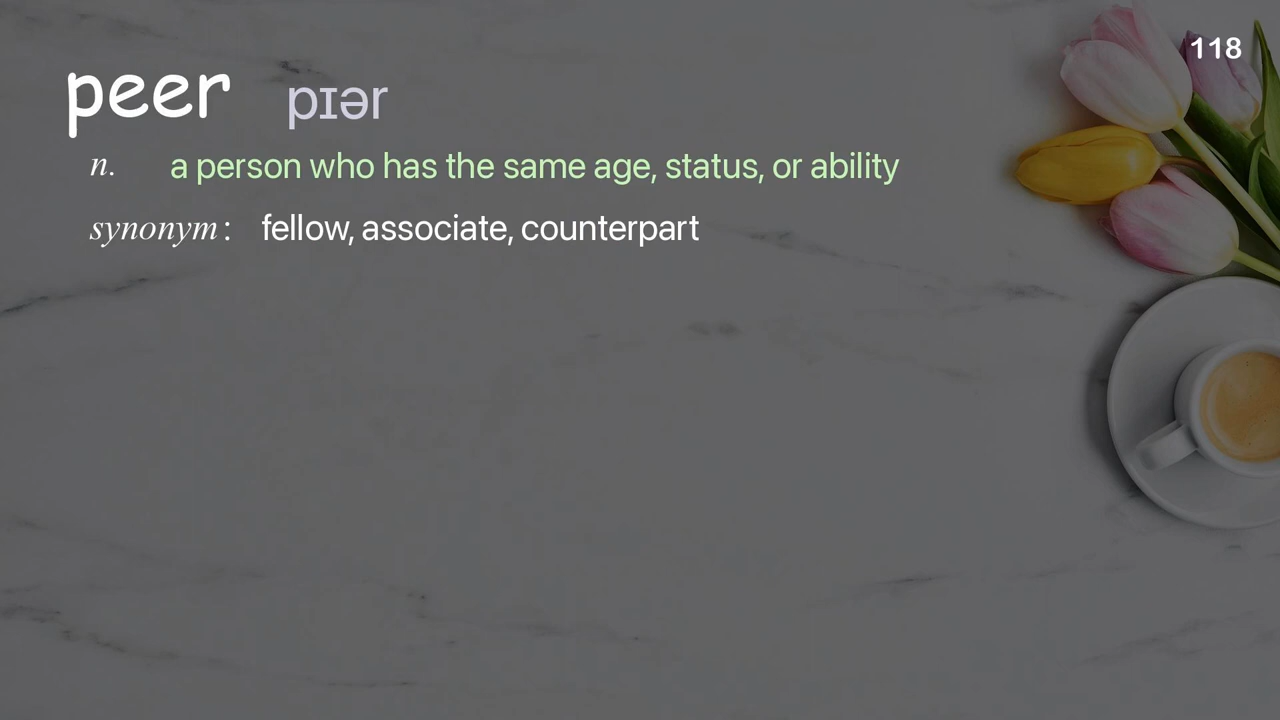 118
peer pɪər
n. a person who has the same age, status, or ability
synonym: fellow, associate, counterpart